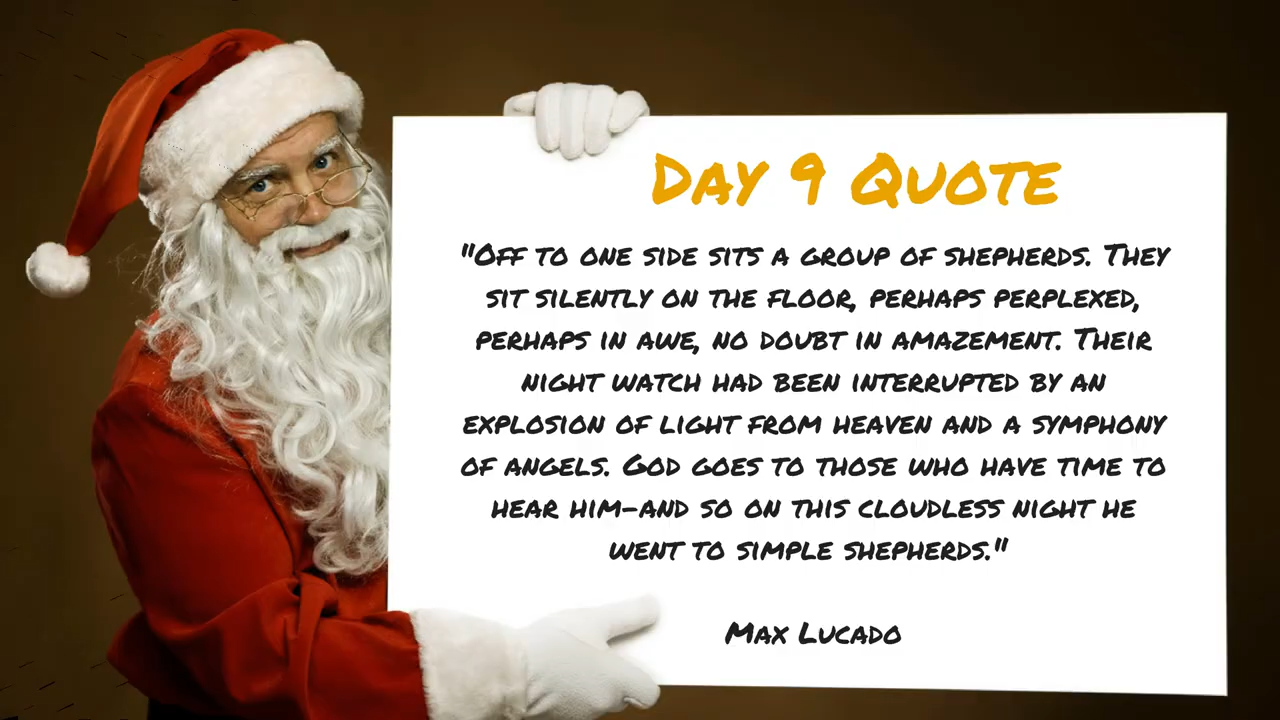 Day 9 Quote
"Off to one side sits a group of shepherds. They
sit silently on the floor, perhaps perplexed,
perhaps in awe, no doubt in amazement. Their
night watch had been interrupted by an
explosion of light from heaven and a symphony
of angels. God goes to those who have time to
hear him–and so on this cloudless night he
went to simple shepherds."
Max Lucado